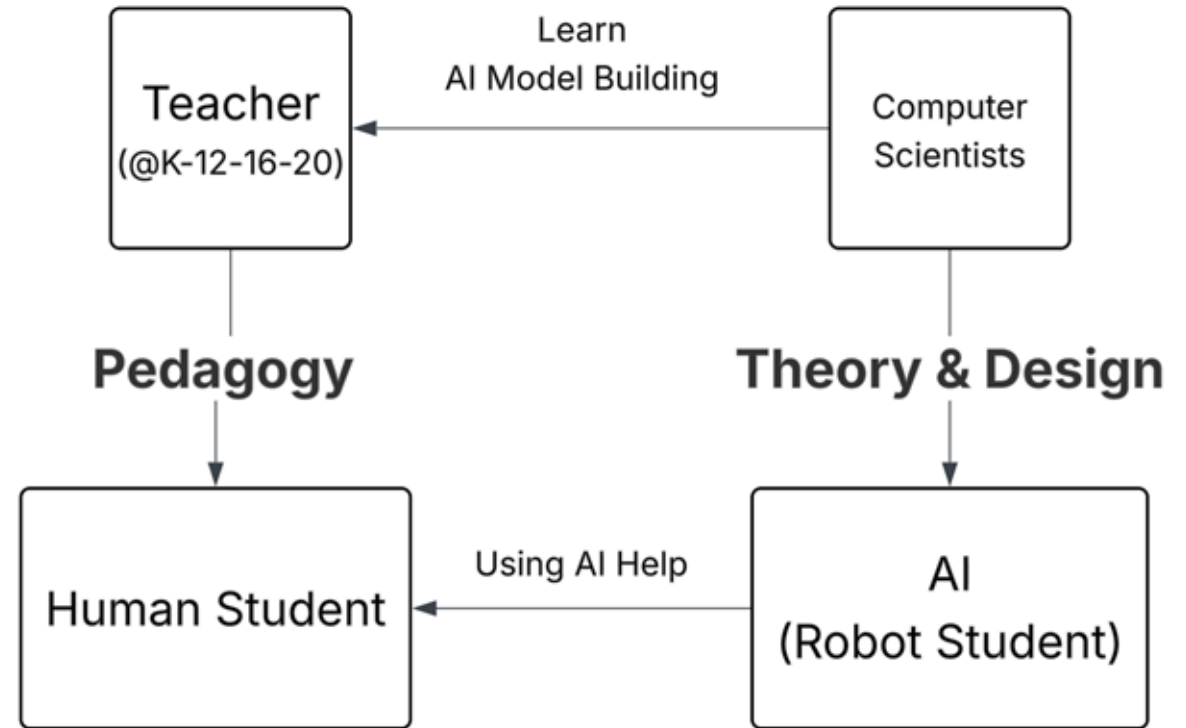 Learn
AI Model Building
Teacher
(@K-12-16-20)
Computer
Scientists
Pedagogy
Theory & Design
Human Student
Using AI Help
AI
(Robot Student)